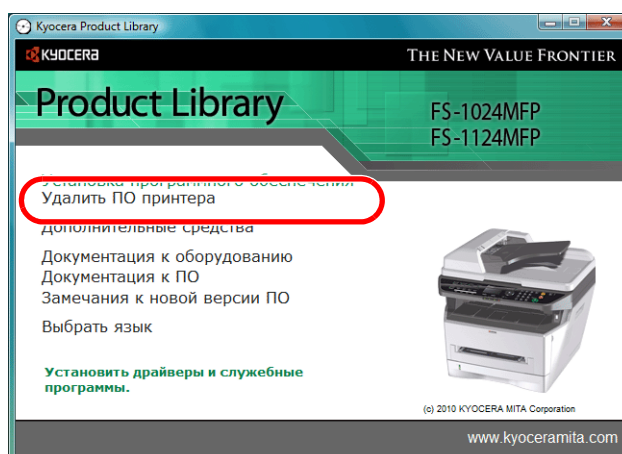 Kyocera Product Library
KYOCERA
THE NEW VALUE FRONTIER
Product Library
FS-1024MFP
FS-1124MFP
Установка программного обеспечения
Удалить ПО принтера
Дополнительные средства
Документация к оборудованию
Документация к ПО
Замечания к новой версии ПО
Выбрать язык
Установить драйверы и служебные
программы.
(c) 2010 KYOCERA MITA Corporation
www.kyoceramita.com